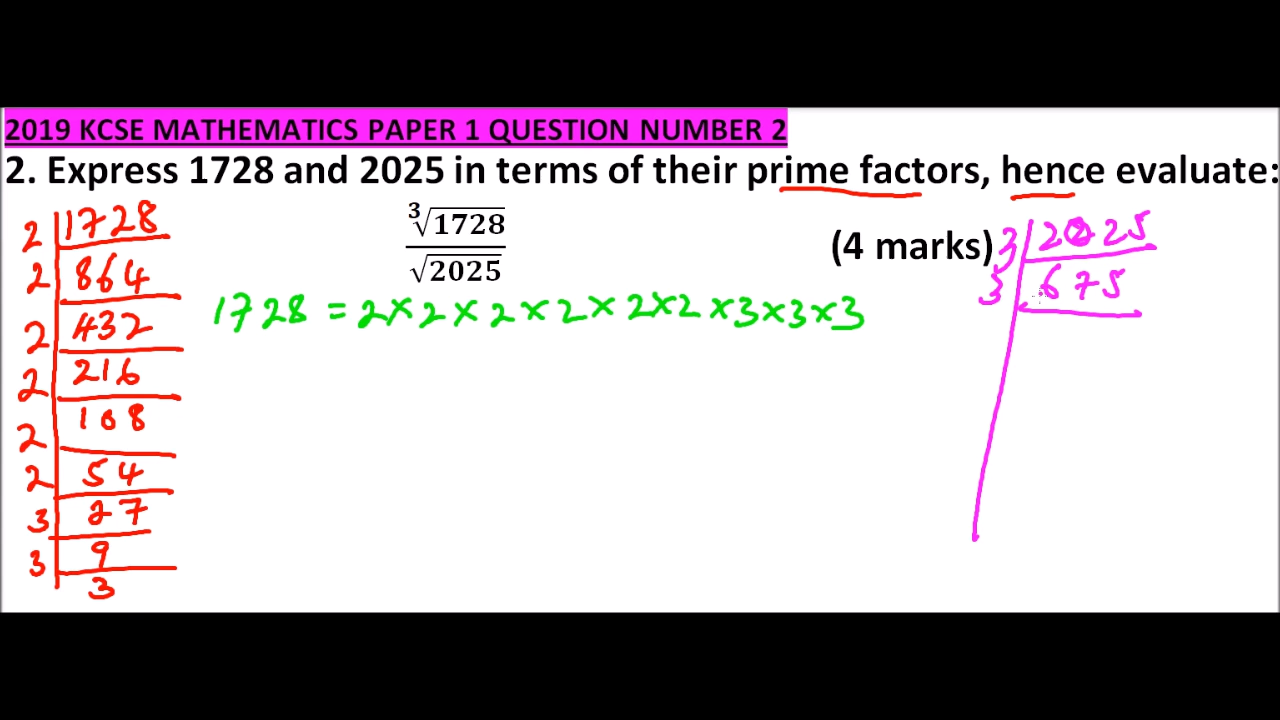 2019 KCSE MATHEMATICS PAPER 1 QUESTION NUMBER 2
2. Express 1728 and 2025 in terms of their prime factors, hence evaluate:
∛1728
√2025
(4 marks)
2 | 1728
2 | 864
2 | 432
2 | 216
2 | 108
2 | 54
3 | 27
3 | 9
3
1728 = 2×2×2×2×2×2×3×3×3
3 | 2025
3 | 675